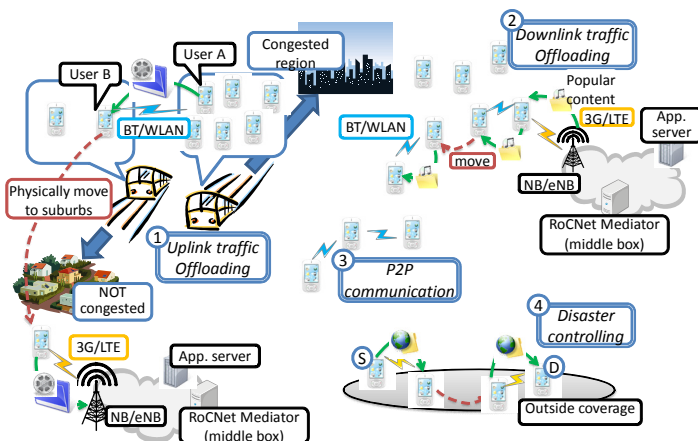 User B
User A
BT/WLAN
Congested
region
Physically move
to suburbs
1
Uplink traffic
Offloading
NOT
congested
3G/LTE
App. server
NB/eNB
RoCNet Mediator
(middle box)
2
Downlink traffic
Offloading
Popular
content
3G/LTE
App.
server
BT/WLAN
move
NB/eNB
RoCNet Mediator
(middle box)
3
P2P
communication
4
Disaster
controlling
S
D
Outside coverage